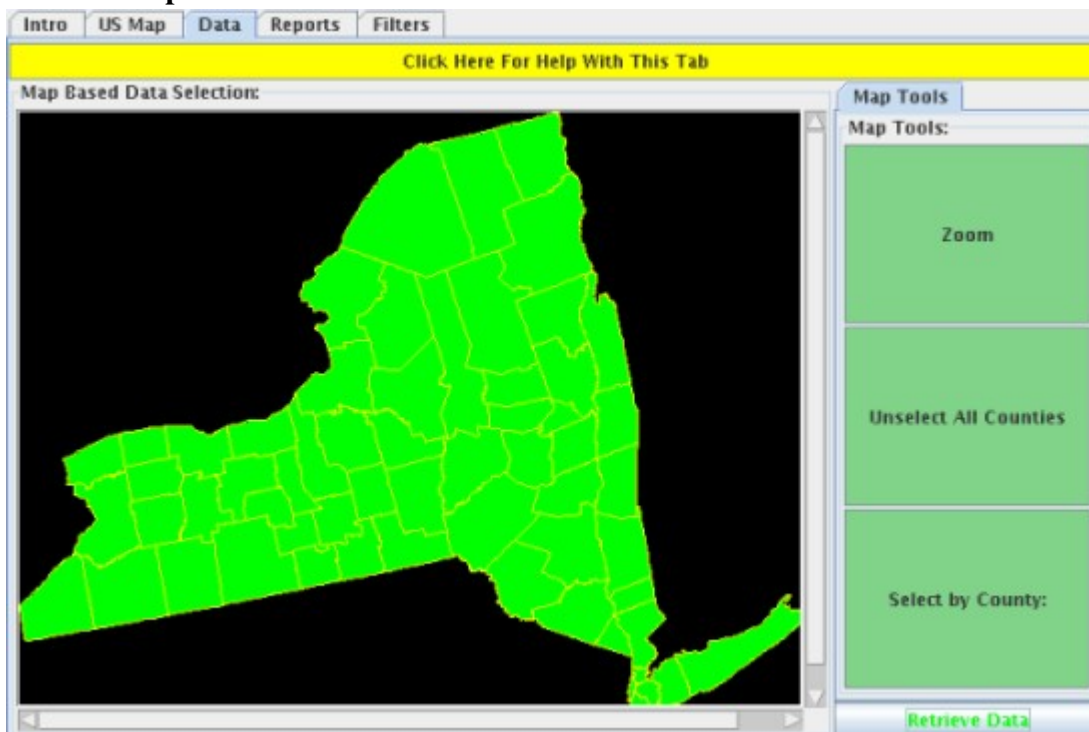 Intro US Map Data Reports Filters
Click Here For Help With This Tab
Map Based Data Selection:
Map Tools
Map Tools:
Zoom
Unselect All Counties
Select by County:
Retrieve Data